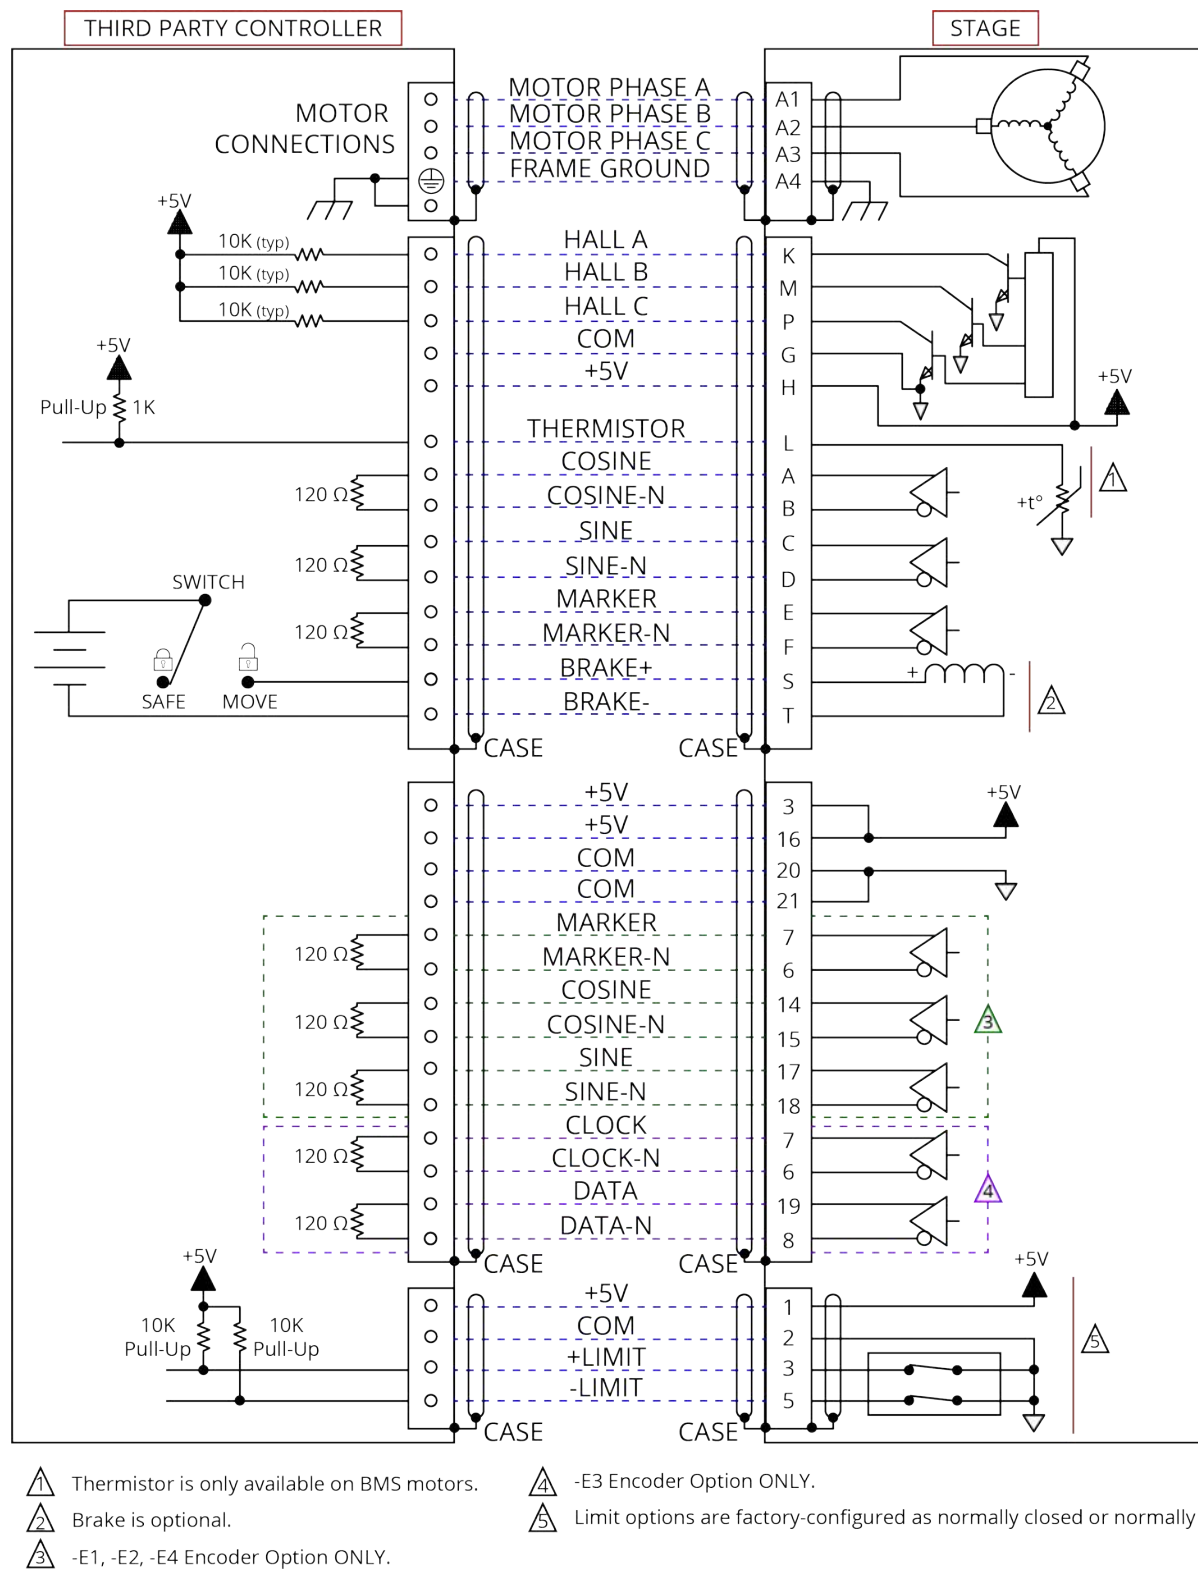 THIRD PARTY CONTROLLER
STAGE
MOTOR
CONNECTIONS
MOTOR PHASE A
A1
MOTOR PHASE B
A2
MOTOR PHASE C
A3
FRAME GROUND
A4
+5V
10K (typ)
HALL A
K
10K (typ)
HALL B
M
10K (typ)
HALL C
P
COM
G
+5V
H
+5V
+5V
Pull-Up
1K
THERMISTOR
L
1
+t°
120 Ω
COSINE
A
COSINE-N
B
120 Ω
SINE
C
SINE-N
D
120 Ω
MARKER
E
MARKER-N
F
SWITCH
SAFE
MOVE
BRAKE+
S
+
-
BRAKE-
T
2
CASE
CASE
+5V
3
+5V
+5V
16
COM
20
COM
21
120 Ω
MARKER
7
MARKER-N
6
120 Ω
COSINE
14
COSINE-N
15
3
120 Ω
SINE
17
SINE-N
18
120 Ω
CLOCK
7
CLOCK-N
6
120 Ω
DATA
19
DATA-N
8
4
CASE
CASE
+5V
10K
Pull-Up
10K
Pull-Up
+5V
1
+5V
COM
2
+LIMIT
3
-LIMIT
5
5
CASE
CASE
1 Thermistor is only available on BMS motors.
2 Brake is optional.
3 -E1, -E2, -E4 Encoder Option ONLY.
4 -E3 Encoder Option ONLY.
5 Limit options are factory-configured as normally closed or normally